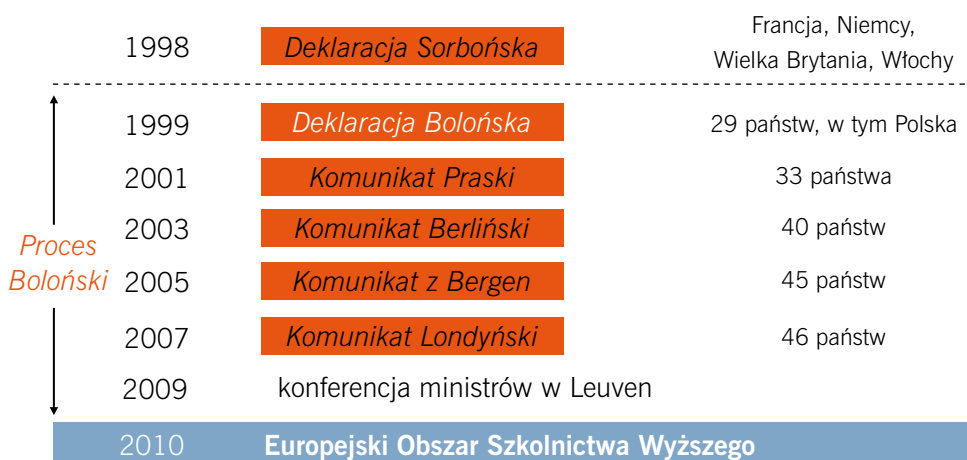 1998 Deklaracja Sorbońska Francja, Niemcy,
Wielka Brytania, Włochy
1999 Deklaracja Bolońska 29 państw, w tym Polska
2001 Komunikat Praski 33 państwa
2003 Komunikat Berliński 40 państw
Proces
Boloński
2005 Komunikat z Bergen 45 państw
2007 Komunikat Londyński 46 państw
2009 konferencja ministrów w Leuven
2010 Europejski Obszar Szkolnictwa Wyższego